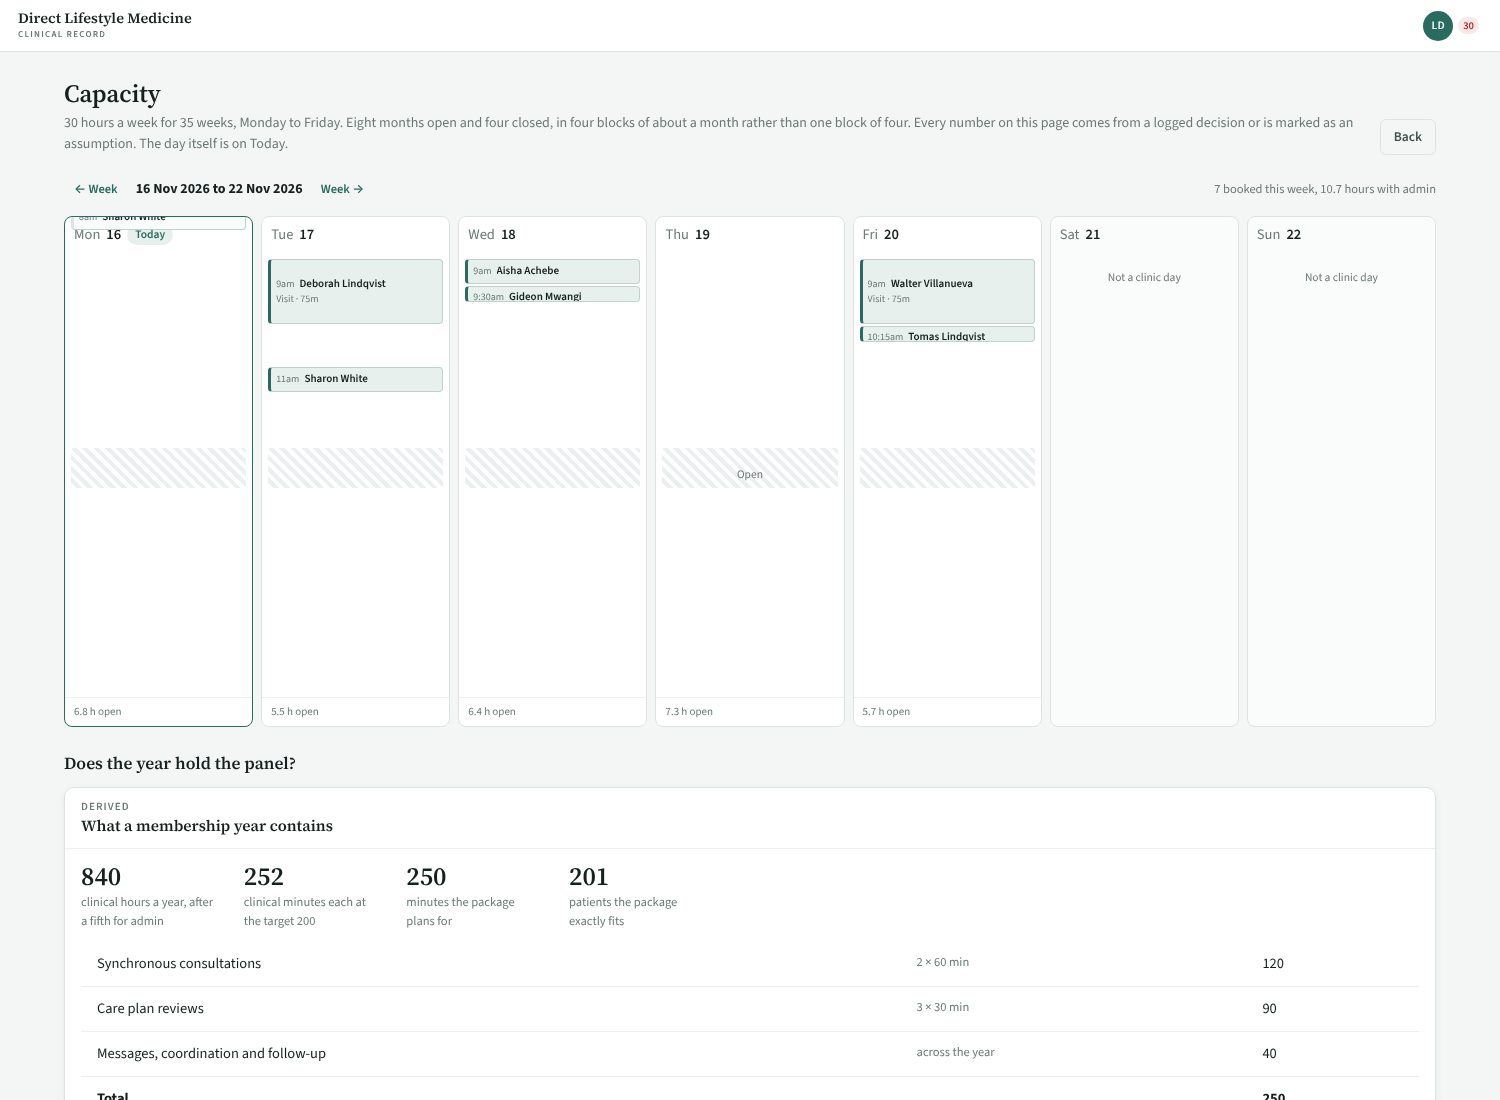 Direct Lifestyle Medicine
CLINICAL RECORD
LD
30
Capacity
30 hours a week for 35 weeks, Monday to Friday. Eight months open and four closed, in four blocks of about a month rather than one block of four. Every number on this page comes from a logged decision or is marked as an
assumption. The day itself is on Today.
Back
← Week
16 Nov 2026 to 22 Nov 2026
Week →
7 booked this week, 10.7 hours with admin
8am Sharon White
Mon 16 Today
6.8 h open
Tue 17
9am Deborah Lindqvist
Visit · 75m
11am Sharon White
5.5 h open
Wed 18
9am Aisha Achebe
9:30am Gideon Mwangi
6.4 h open
Thu 19
Open
7.3 h open
Fri 20
9am Walter Villanueva
Visit · 75m
10:15am Tomas Lindqvist
5.7 h open
Sat 21
Not a clinic day
Sun 22
Not a clinic day
Does the year hold the panel?
DERIVED
What a membership year contains
840
clinical hours a year, after
a fifth for admin
252
clinical minutes each at
the target 200
250
minutes the package
plans for
201
patients the package
exactly fits
Synchronous consultations 2 × 60 min 120
Care plan reviews 3 × 30 min 90
Messages, coordination and follow-up across the year 40
Total 250